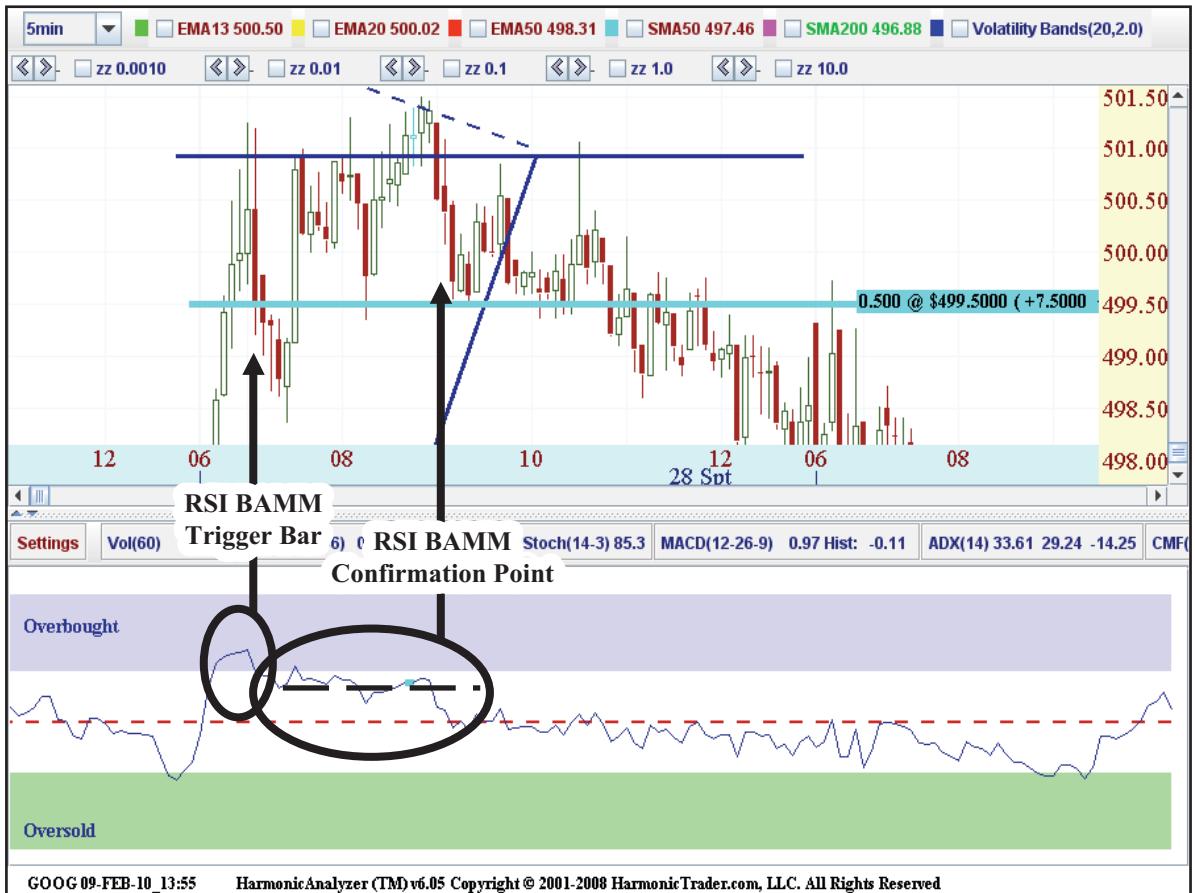 5min EMA13 500.50 EMA20 500.02 EMA50 498.31 SMA50 497.46 SMA200 496.88 Volatility Bands(20,2.0)
zz 0.0010 zz 0.01 zz 0.1 zz 1.0 zz 10.0
501.50
501.00
500.50
500.00
0.500 @ $499.5000 ( +7.5000 499.50
499.00
498.50
498.00
12 06 08 10 12 06 08
28 Spt
RSI BAMM
Trigger Bar
RSI BAMM
Confirmation Point
Settings Vol(60) 6) Stoch(14-3) 85.3 MACD(12-26-9) 0.97 Hist: -0.11 ADX(14) 33.61 29.24 -14.25 CMF(
Overbought
Oversold
GOOG 09-FEB-10_13:55 HarmonicAnalyzer (TM) v6.05 Copyright © 2001-2008 HarmonicTrader.com, LLC. All Rights Reserved